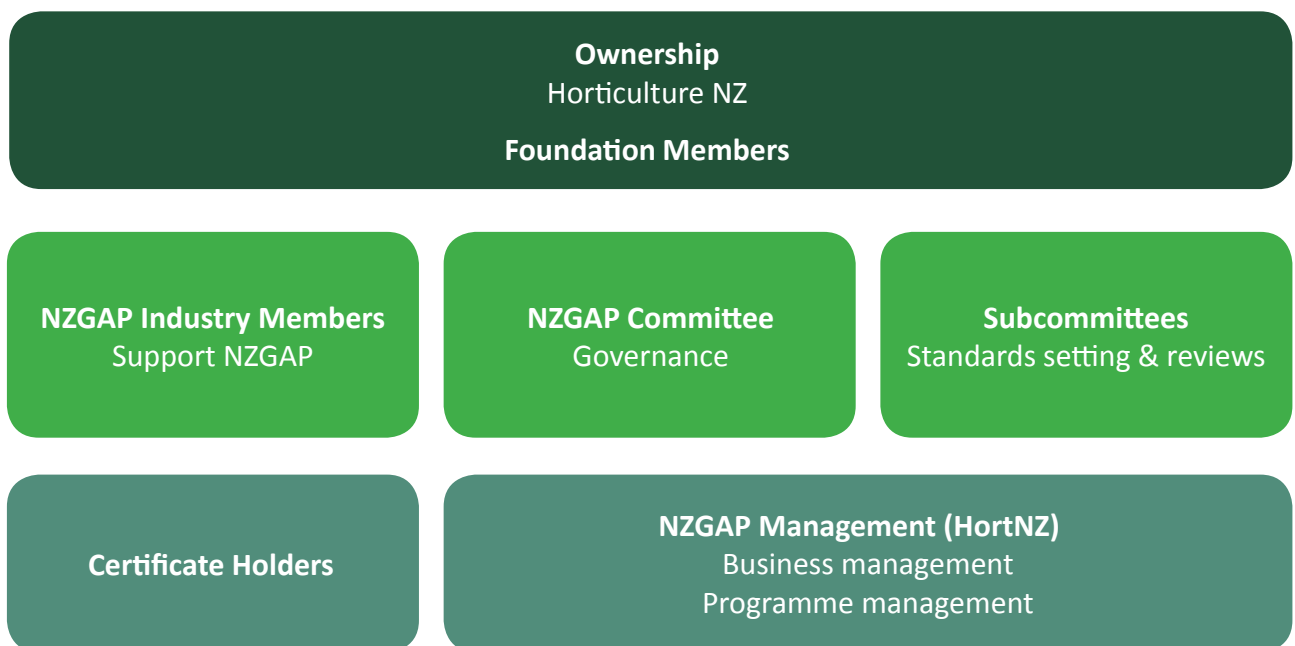 Ownership
Horticulture NZ
Foundation Members
NZGAP Industry Members
Support NZGAP
NZGAP Committee
Governance
Subcommittees
Standards setting & reviews
Certificate Holders
NZGAP Management (HortNZ)
Business management
Programme management